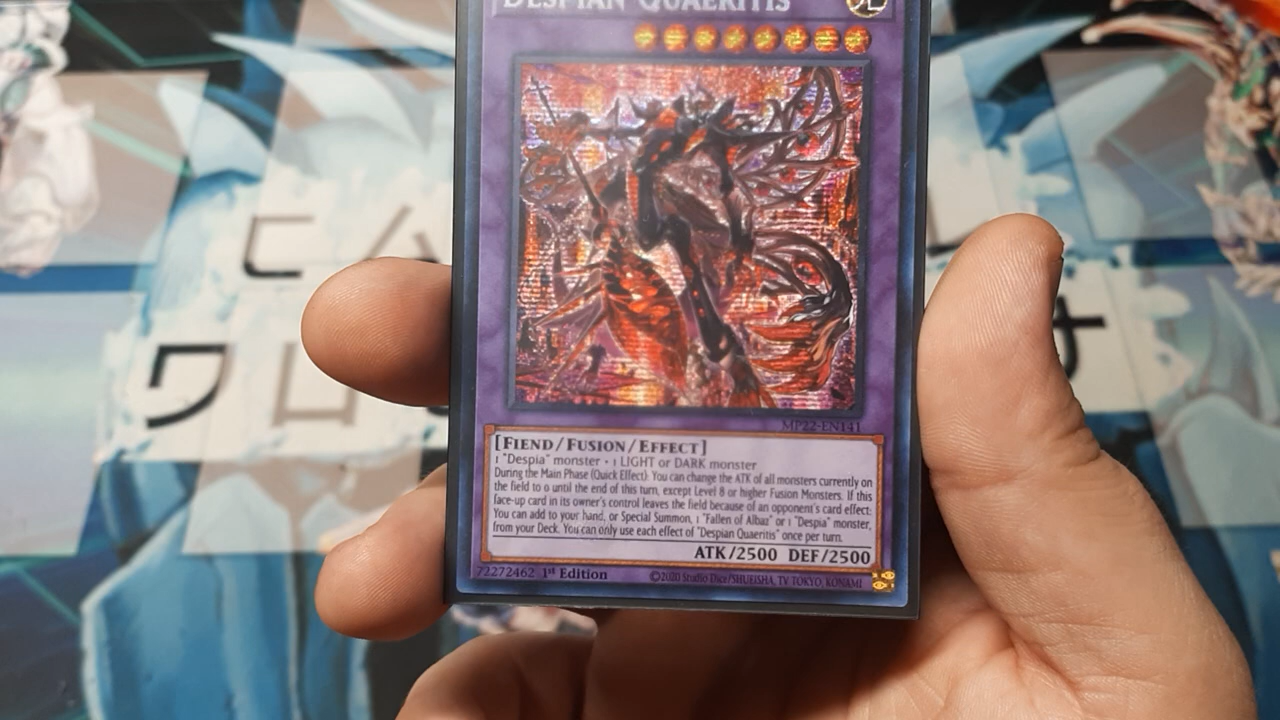 DESPIAN QUAERITIS
MP22-EN141
[FIEND/FUSION/EFFECT]
1 "Despia" monster + 1 LIGHT or DARK monster
During the Main Phase (Quick Effect): You can change the ATK of all monsters currently on
the field to 0 until the end of this turn, except Level 8 or higher Fusion Monsters. If this
face-up card in its owner's control leaves the field because of an opponent's card effect:
You can add to your hand, or Special Summon, 1 "Fallen of Albaz" or 1 "Despia" monster,
from your Deck. You can only use each effect of "Despian Quaeritis" once per turn.
ATK/2500 DEF/2500
72272462 1st Edition ©2020 Studio Dice/SHUEISHA, TV TOKYO, KONAMI